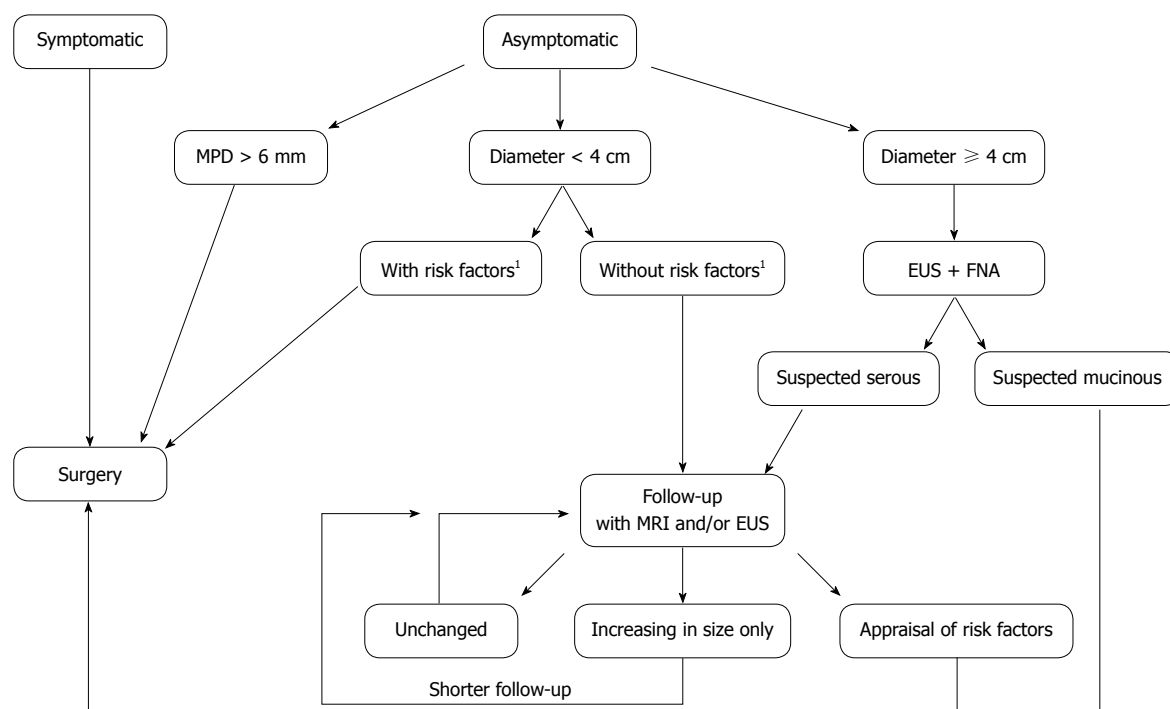 Symptomatic
Asymptomatic
MPD > 6 mm
Diameter < 4 cm
Diameter ⩾ 4 cm
With risk factors¹
Without risk factors¹
EUS + FNA
Suspected serous
Suspected mucinous
Surgery
Follow-up
with MRI and/or EUS
Unchanged
Increasing in size only
Appraisal of risk factors
Shorter follow-up